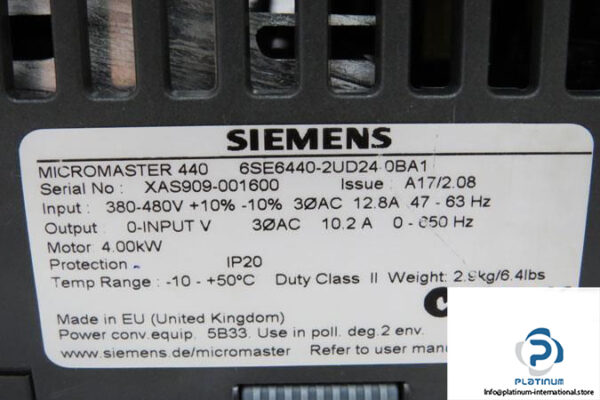 SIEMENS
MICROMASTER 440 6SE6440-2UD24-0BA1
Serial No : XAS909-001600 Issue : A17/2.08
Input : 380-480V +10% -10% 3ØAC 12.8A 47 - 63 Hz
Output : 0-INPUT V 3ØAC 10.2 A 0 - 650 Hz
Motor 4.00kW
Protection IP20
Temp Range : -10 - +50°C Duty Class II Weight: 2.9kg/6.4lbs
Made in EU (United Kingdom)
Power conv.equip. 5B33. Use in poll. deg.2 env.
www.siemens.de/micromaster Refer to user manu
PLATINUM
INTERNATIONAL
Info@platinum-international.store